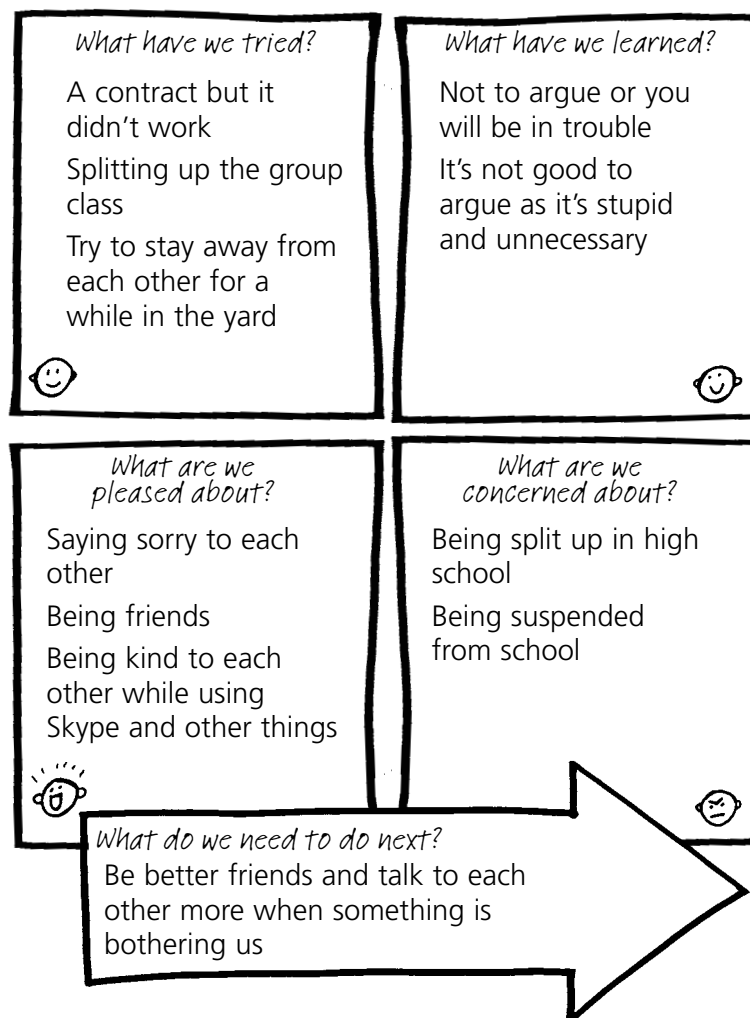 What have we tried?
A contract but it
didn't work
Splitting up the group
class
Try to stay away from
each other for a
while in the yard
What have we learned?
Not to argue or you
will be in trouble
It's not good to
argue as it's stupid
and unnecessary
What are we
pleased about?
Saying sorry to each
other
Being friends
Being kind to each
other while using
Skype and other things
What are we
concerned about?
Being split up in high
school
Being suspended
from school
What do we need to do next?
Be better friends and talk to each
other more when something is
bothering us